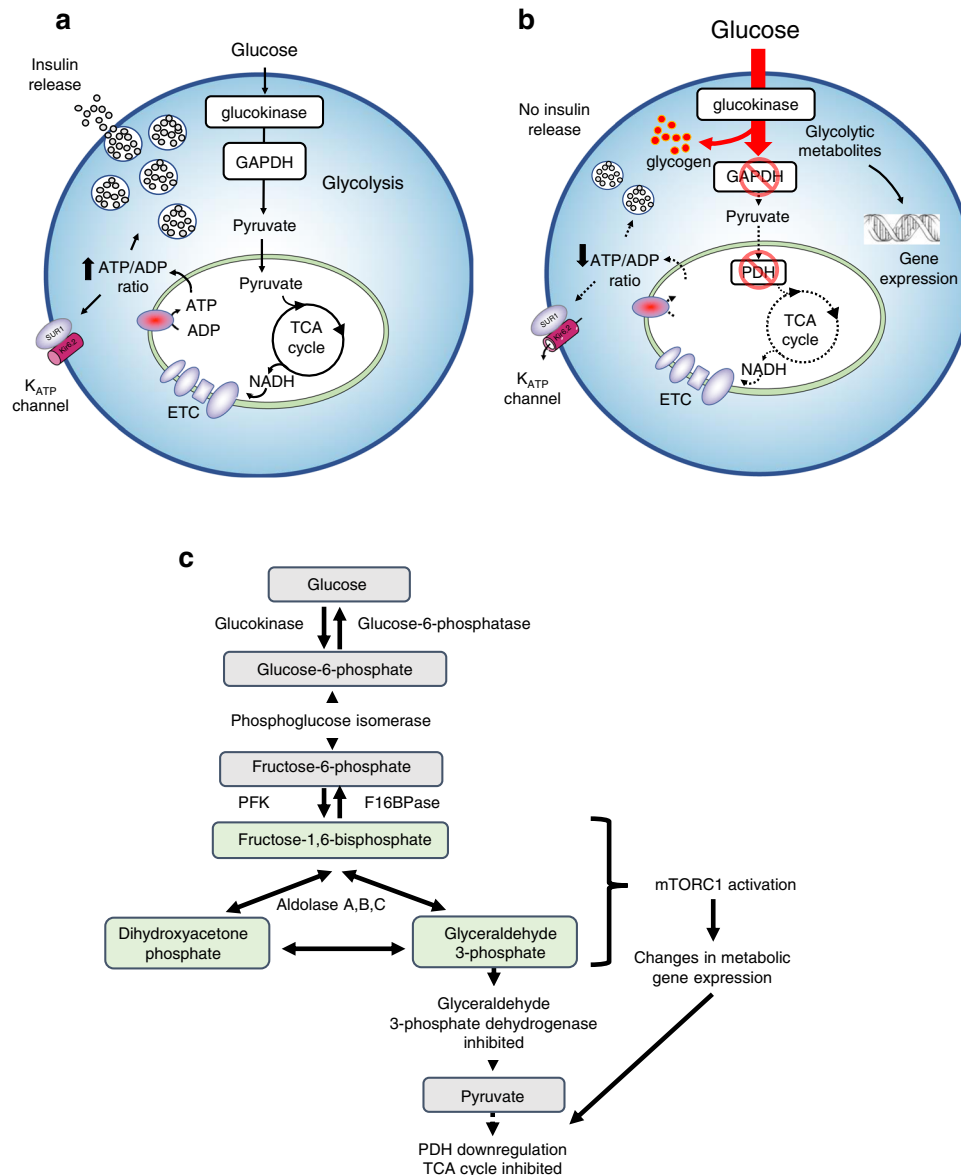 a
Glucose
Insulin
release
glucokinase
GAPDH
Glycolysis
Pyruvate
ATP/ADP
ratio
Pyruvate
ATP
ADP
TCA
cycle
SUR1
Kir6.2
NADH
KATP
channel
ETC
b
Glucose
No insulin
release
glucokinase
Glycolytic
metabolites
glycogen
GAPDH
Pyruvate
Gene
expression
ATP/ADP
ratio
PDH
TCA
cycle
SUR1
Kir6.2
NADH
KATP
channel
ETC
c
Glucose
Glucokinase
Glucose-6-phosphatase
Glucose-6-phosphate
Phosphoglucose isomerase
Fructose-6-phosphate
PFK
F16BPase
Fructose-1,6-bisphosphate
mTORC1 activation
Aldolase A,B,C
Dihydroxyacetone
phosphate
Glyceraldehyde
3-phosphate
Changes in metabolic
gene expression
Glyceraldehyde
3-phosphate dehydrogenase
inhibited
Pyruvate
PDH downregulation
TCA cycle inhibited